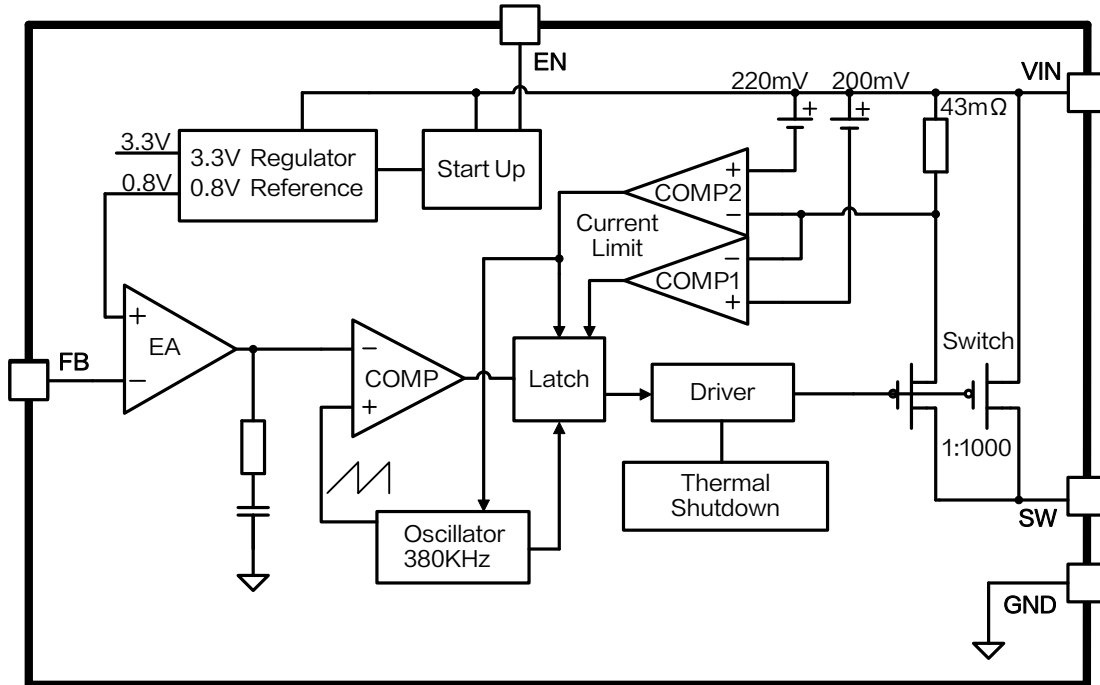 EN
VIN
220mV
200mV
+
+
43mΩ
3.3V
3.3V Regulator
0.8V Reference
0.8V
Start Up
+
COMP2
−
Current
Limit
−
COMP1
+
+
EA
−
FB
−
COMP
+
Latch
Driver
Switch
1:1000
Thermal
Shutdown
Oscillator
380KHz
SW
GND